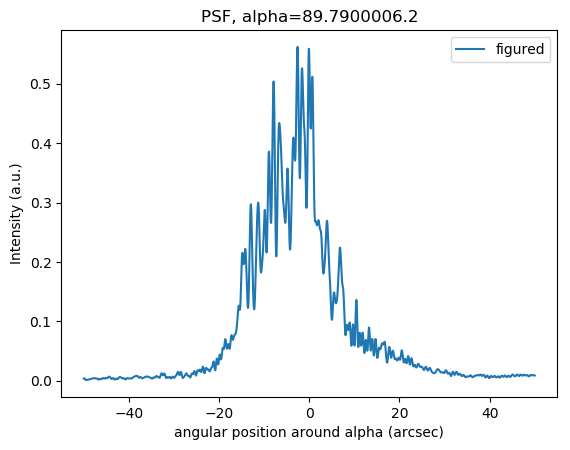 PSF, alpha=89.7900006.2
figured
Intensity (a.u.)
0.5
0.4
0.3
0.2
0.1
0.0
−40
−20
0
20
40
angular position around alpha (arcsec)